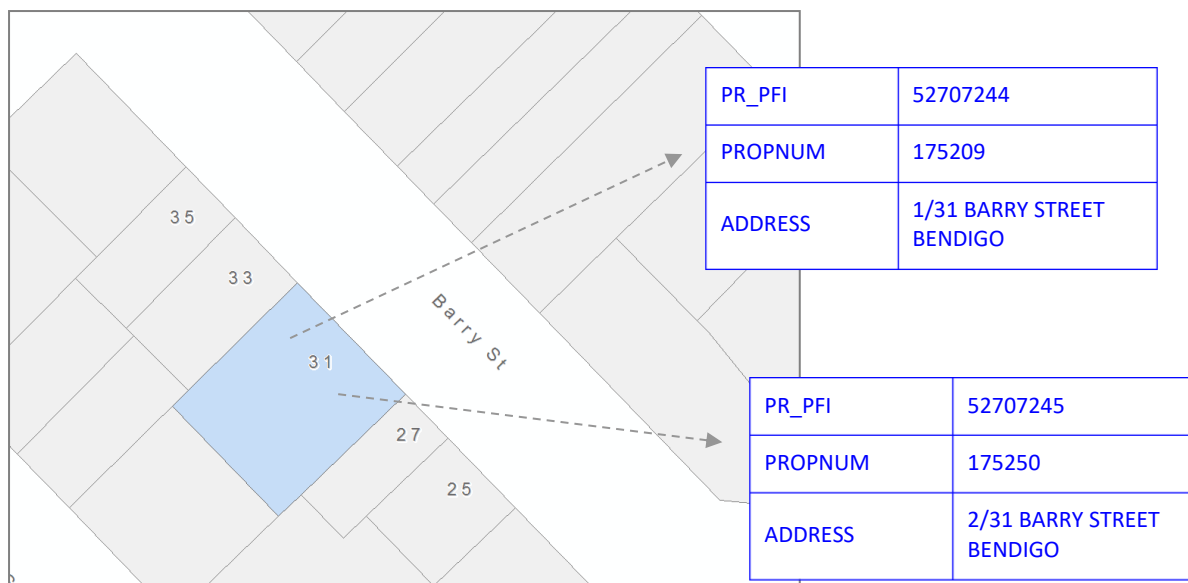 PR_PFI 52707244
PROPNUM 175209
ADDRESS 1/31 BARRY STREET
BENDIGO
35
33
Barry St
31
27
25
PR_PFI 52707245
PROPNUM 175250
ADDRESS 2/31 BARRY STREET
BENDIGO